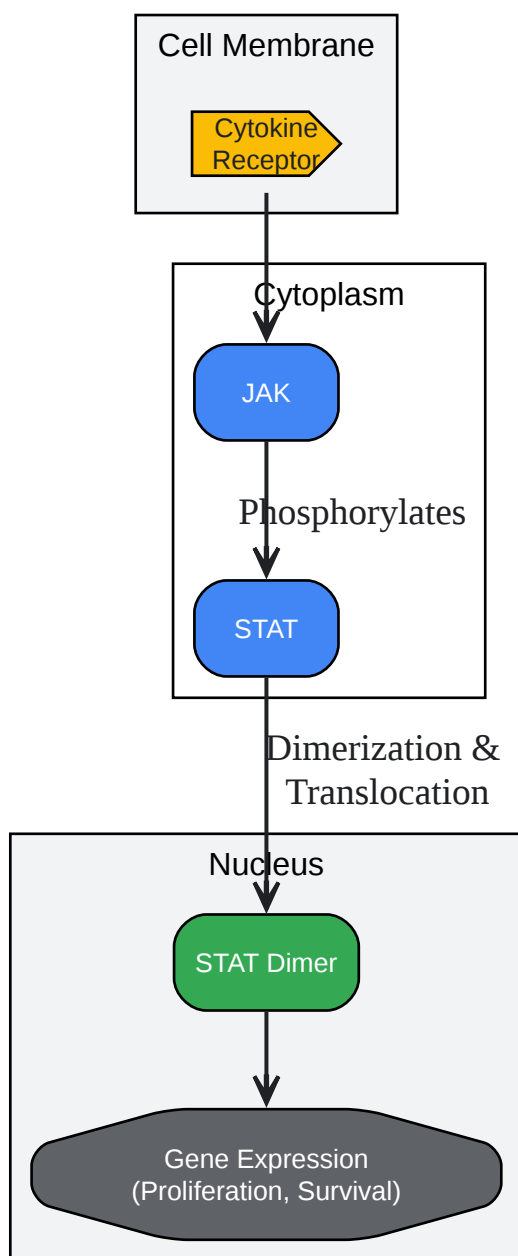 Cell Membrane
Cytokine
Receptor
Cytoplasm
JAK
Phosphorylates
STAT
Dimerization &
Translocation
Nucleus
STAT Dimer
Gene Expression
(Proliferation, Survival)